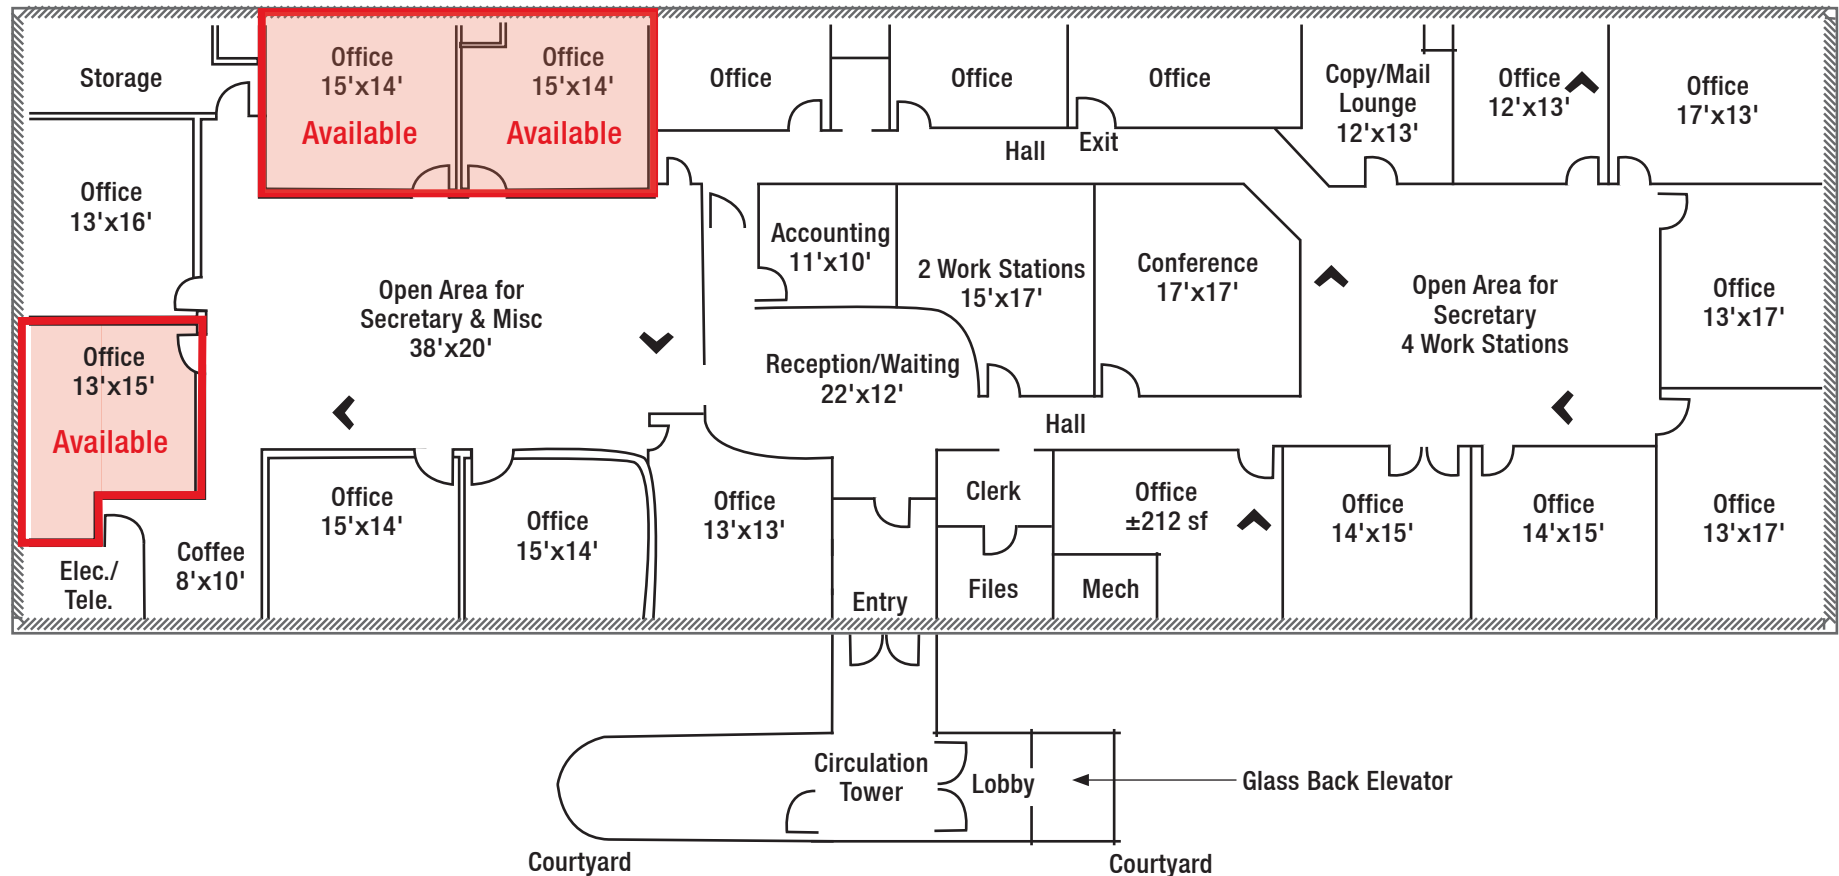 Storage
Office
15'x14'
Available
Office
15'x14'
Available
Office
Office
Office
Copy/Mail
Lounge
12'x13'
Office
12'x13'
Office
17'x13'
Hall
Exit
Office
13'x16'
Open Area for
Secretary & Misc
38'x20'
Accounting
11'x10'
2 Work Stations
15'x17'
Conference
17'x17'
Open Area for
Secretary
4 Work Stations
Office
13'x17'
Office
13'x15'
Available
Reception/Waiting
22'x12'
Hall
Office
15'x14'
Office
15'x14'
Office
13'x13'
Clerk
Office
±212 sf
Office
14'x15'
Office
14'x15'
Office
13'x17'
Elec./
Tele.
Coffee
8'x10'
Entry
Files
Mech
Circulation
Tower
Lobby
Glass Back Elevator
Courtyard
Courtyard